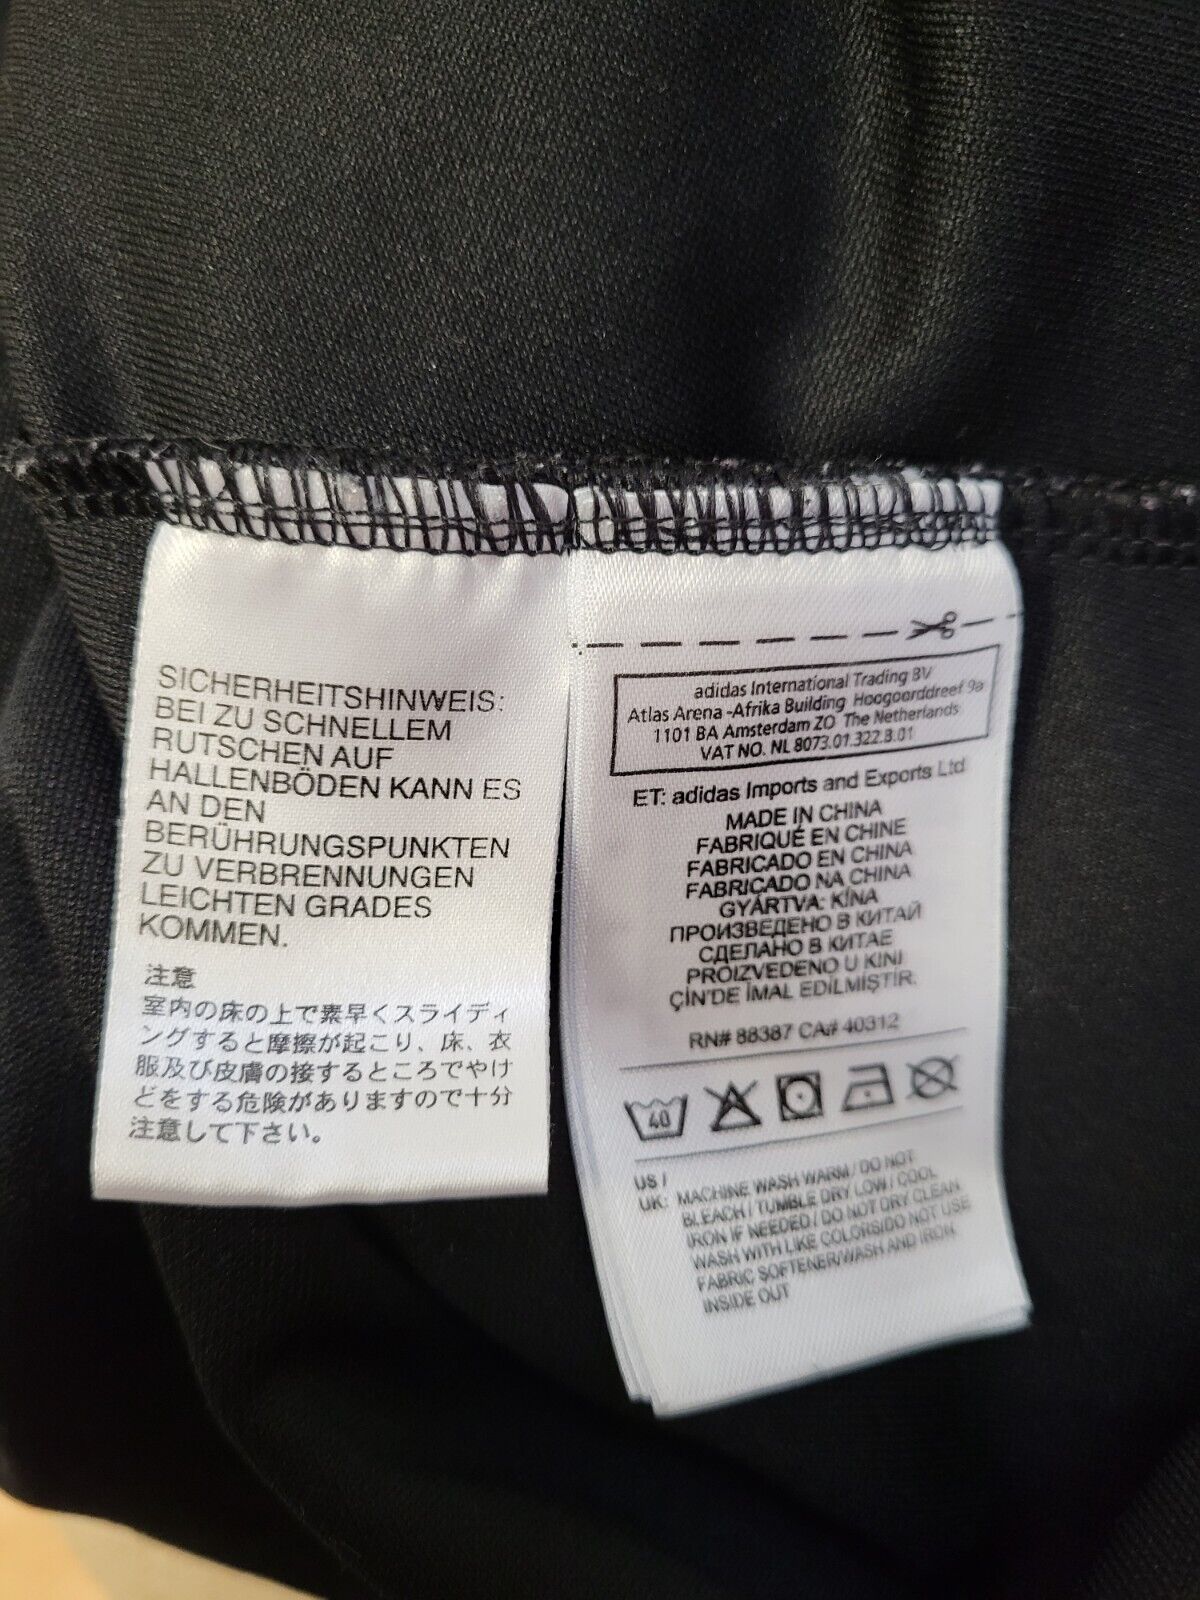 SICHERHEITSHINWEIS:
BEI ZU SCHNELLEM
RUTSCHEN AUF
HALLENBÖDEN KANN ES
AN DEN
BERÜHRUNGSPUNKTEN
ZU VERBRENNUNGEN
LEICHTEN GRADES
KOMMEN.
注意
室内の床の上で素早くスライディ
ングすると摩擦が起こり、床、衣
服及び皮膚の接するところでやけ
どをする危険がありますので十分
注意して下さい。
adidas International Trading BV
Atlas Arena -Afrika Building Hoogoorddreef 9a
1101 BA Amsterdam ZO The Netherlands
VAT NO. NL 8073.01.322.B.01
ET: adidas Imports and Exports Ltd
MADE IN CHINA
FABRIQUÉ EN CHINE
FABRICADO EN CHINA
FABRICADO NA CHINA
GYÁRTVA: KÍNA
ПРОИЗВЕДЕНО В КИТАЙ
СДЕЛАНО В КИТАЕ
PROIZVEDENO U KINI
ÇİN'DE İMAL EDİLMİŞTİR.
RN# 88387 CA# 40312
40
US /
UK: MACHINE WASH WARM / DO NOT
BLEACH / TUMBLE DRY LOW / COOL
IRON IF NEEDED / DO NOT DRY CLEAN
WASH WITH LIKE COLORS/DO NOT USE
FABRIC SOFTENER/WASH AND IRON
INSIDE OUT